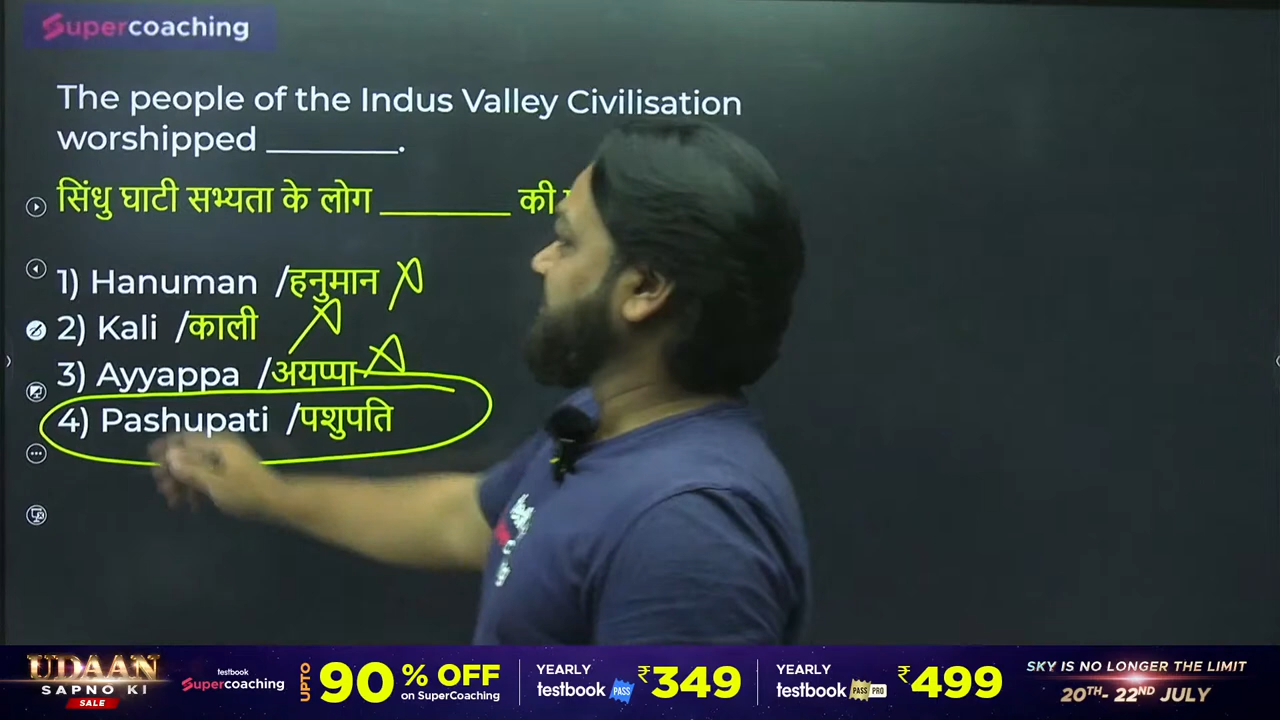 Supercoaching
The people of the Indus Valley Civilisation
worshipped ________.
सिंधु घाटी सभ्यता के लोग ________ की
1) Hanuman /हनुमान
2) Kali /काली
3) Ayyappa /अयप्पा
4) Pashupati /पशुपति
UDAAN
SAPNO KI
SALE
testbook
Supercoaching
UPTO
90% OFF
on SuperCoaching
YEARLY
testbook PASS
₹349
YEARLY
testbook PASS PRO
₹499
SKY IS NO LONGER THE LIMIT
20TH- 22ND JULY